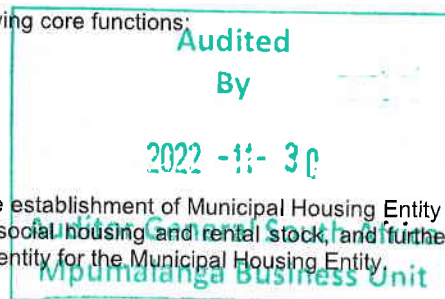 ving core functions;
Audited
By
2022 -11- 30
e establishment of Municipal Housing Entity
social housing and rental stock, and furthe
Auditor General South Africa
entity for the Municipal Housing Entity.
Mpumalanga Business Unit